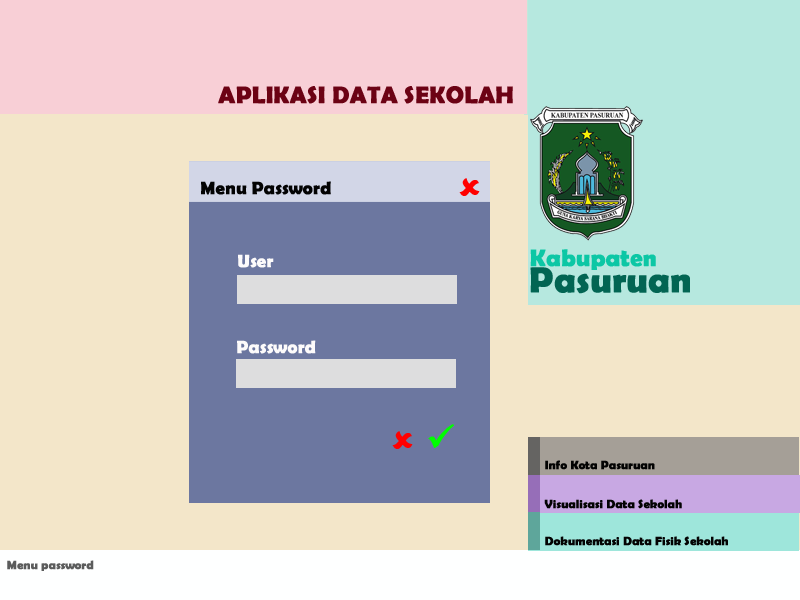 APLIKASI DATA SEKOLAH
KABUPATEN PASURUAN
Kabupaten
Pasuruan
Menu Password
User
Password
Info Kota Pasuruan
Visualisasi Data Sekolah
Dokumentasi Data Fisik Sekolah
Menu password